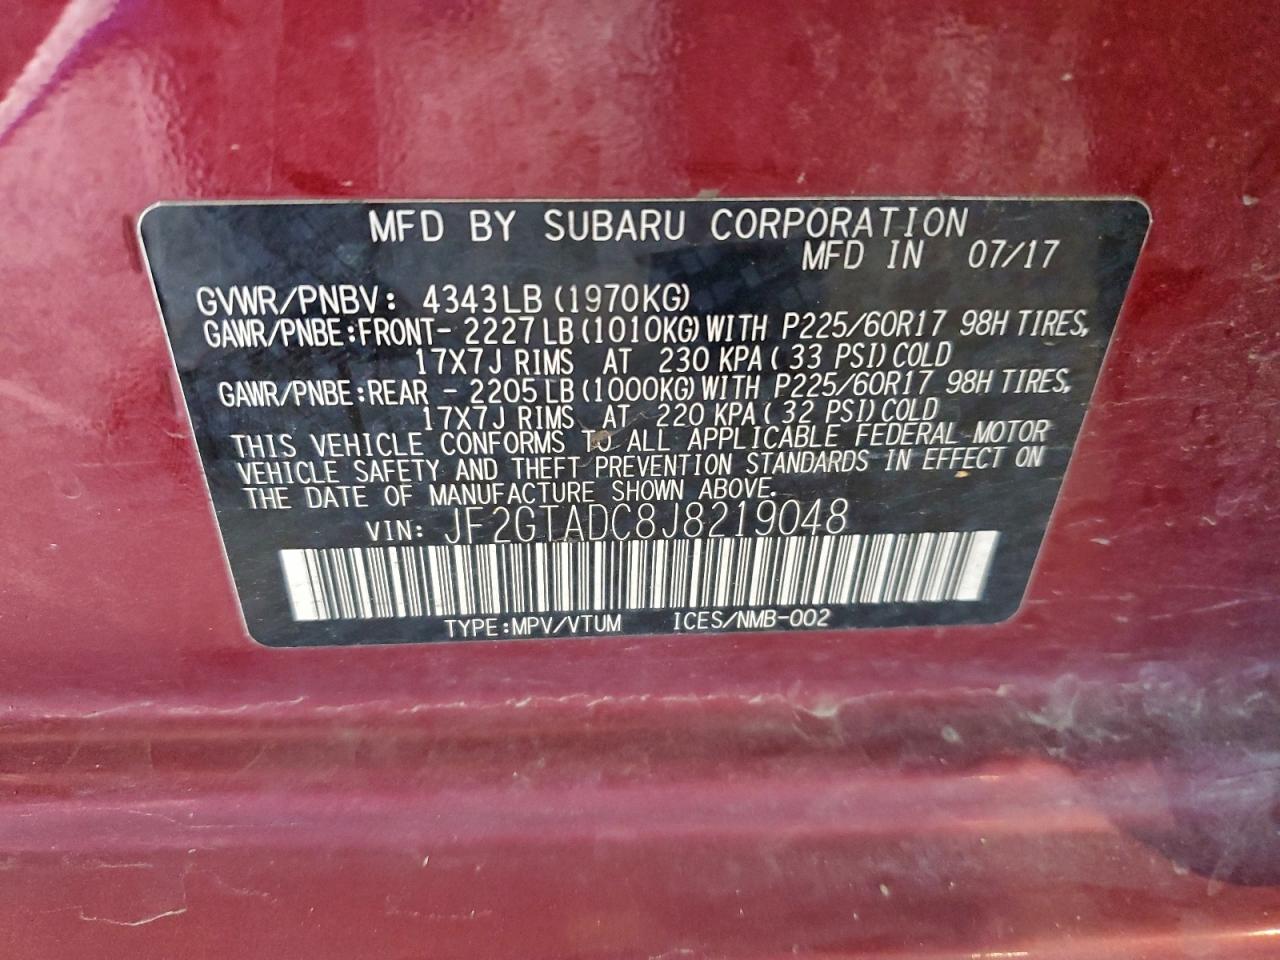 MFD BY SUBARU CORPORATION
MFD IN 07/17
GVWR/PNBV: 4343LB (1970KG)
GAWR/PNBE:FRONT- 2227LB (1010KG) WITH P225/60R17 98H TIRES,
17X7J RIMS AT 230 KPA (33 PSI) COLD
GAWR/PNBE:REAR - 2205LB (1000KG) WITH P225/60R17 98H TIRES,
17X7J RIMS AT 220 KPA (32 PSI) COLD
THIS VEHICLE CONFORMS TO ALL APPLICABLE FEDERAL MOTOR
VEHICLE SAFETY AND THEFT PREVENTION STANDARDS IN EFFECT ON
THE DATE OF MANUFACTURE SHOWN ABOVE.
VIN: JF2GTADC8J8219048
TYPE:MPV/VTUM ICES/NMB-002